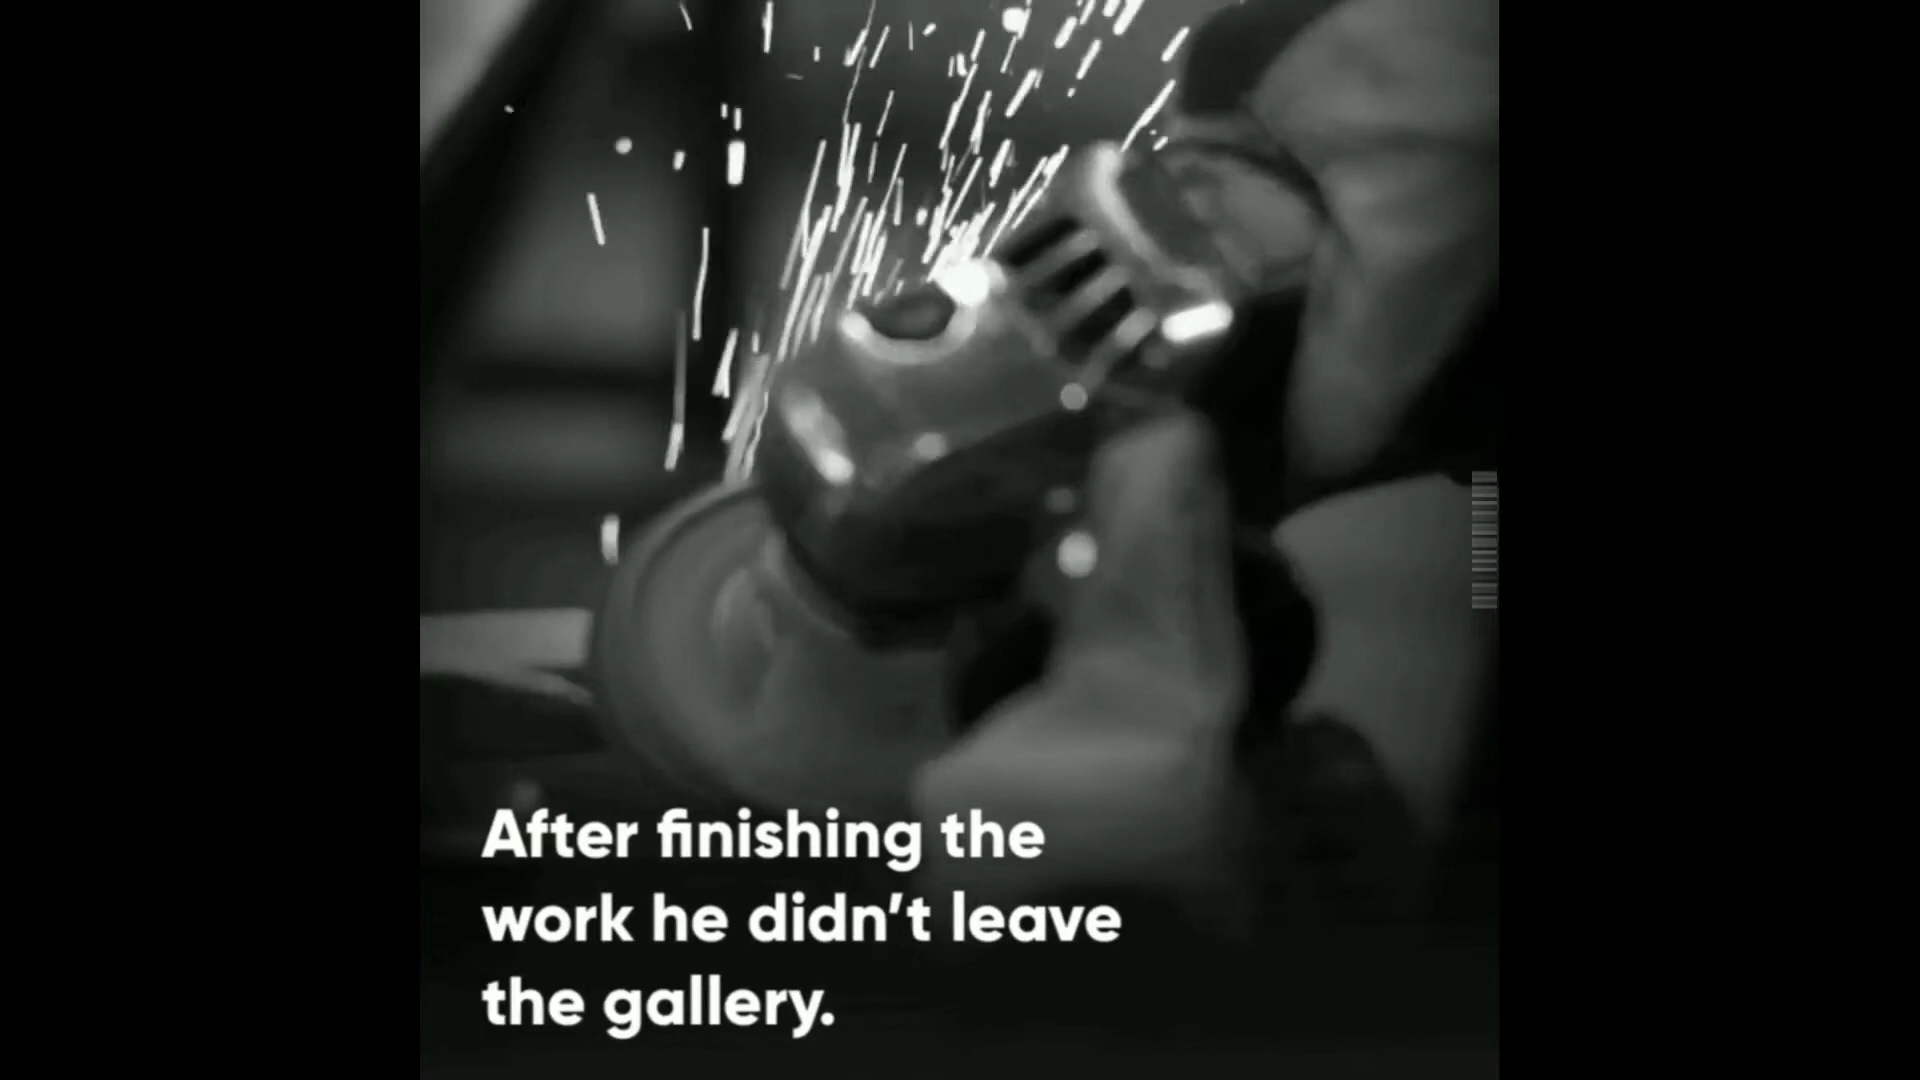 After finishing the
work he didn’t leave
the gallery.